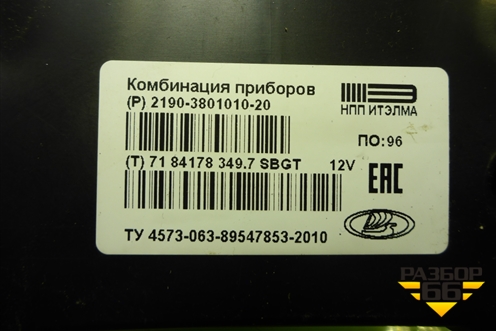 Комбинация приборов
(P) 2190-3801010-20
НПП ИТЭЛМА
ПО: 96
(T) 71 84178 349.7 SBGT 12V
EAC
ТУ 4573-063-89547853-2010
РАЗБОР
66